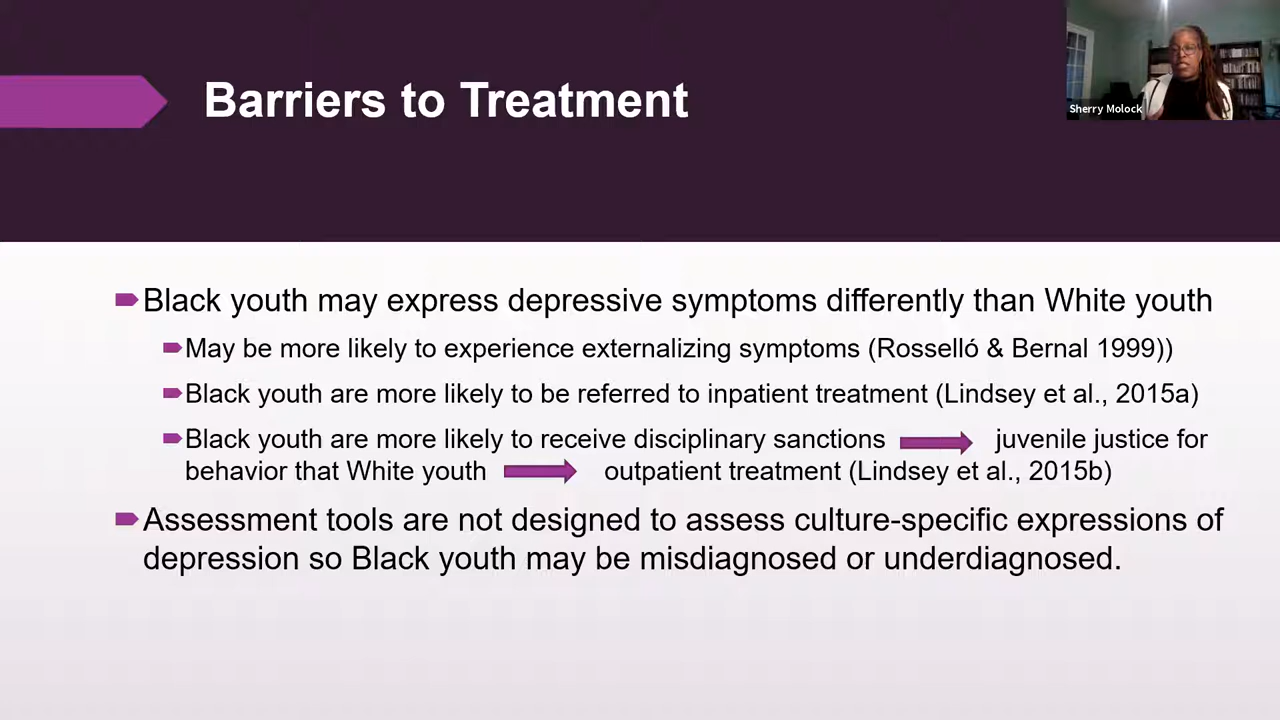 Barriers to Treatment
Sherry Molock
Black youth may express depressive symptoms differently than White youth
May be more likely to experience externalizing symptoms (Rosselló & Bernal 1999))
Black youth are more likely to be referred to inpatient treatment (Lindsey et al., 2015a)
Black youth are more likely to receive disciplinary sanctions juvenile justice for
behavior that White youth outpatient treatment (Lindsey et al., 2015b)
Assessment tools are not designed to assess culture-specific expressions of
depression so Black youth may be misdiagnosed or underdiagnosed.